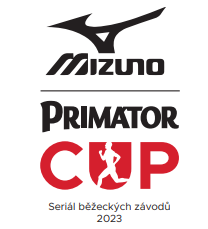 MIZUNO
PRIMATOR
CUP
Seriál běžeckých závodů
2023